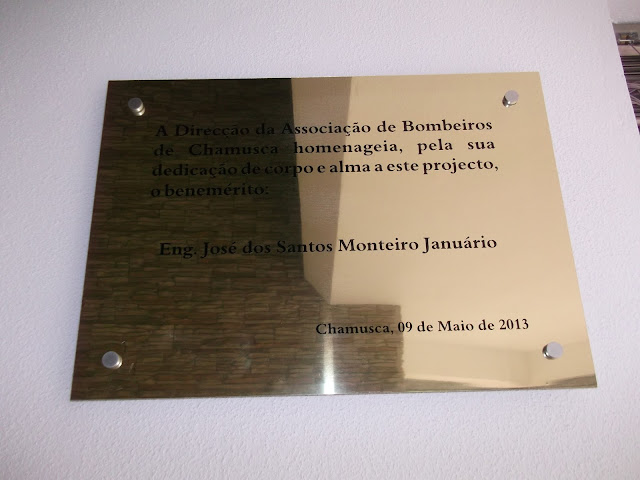 A Direcção da Associação de Bombeiros
de Chamusca homenageia, pela sua
dedicação de corpo e alma a este projecto,
o benemérito:
Eng. José dos Santos Monteiro Januário
Chamusca, 09 de Maio de 2013